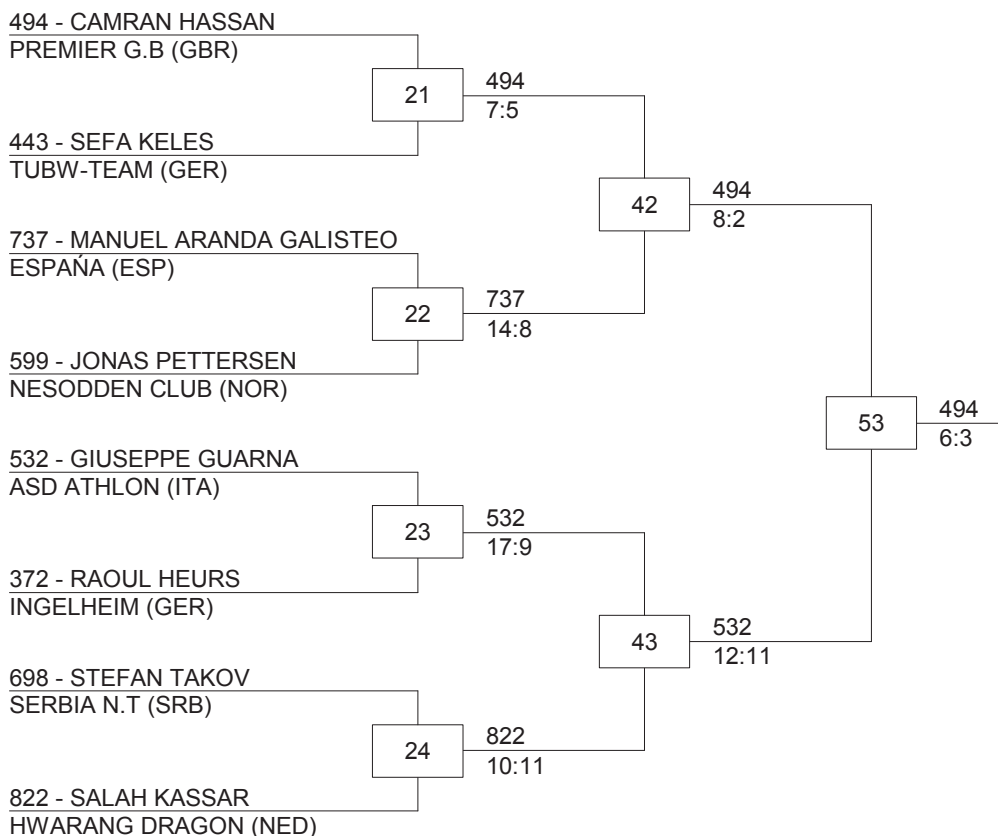 494 - CAMRAN HASSAN
PREMIER G.B (GBR)
21
494
7:5
443 - SEFA KELES
TUBW-TEAM (GER)
42
494
8:2
737 - MANUEL ARANDA GALISTEO
ESPAŃA (ESP)
22
737
14:8
599 - JONAS PETTERSEN
NESODDEN CLUB (NOR)
53
494
6:3
532 - GIUSEPPE GUARNA
ASD ATHLON (ITA)
23
532
17:9
372 - RAOUL HEURS
INGELHEIM (GER)
43
532
12:11
698 - STEFAN TAKOV
SERBIA N.T (SRB)
24
822
10:11
822 - SALAH KASSAR
HWARANG DRAGON (NED)